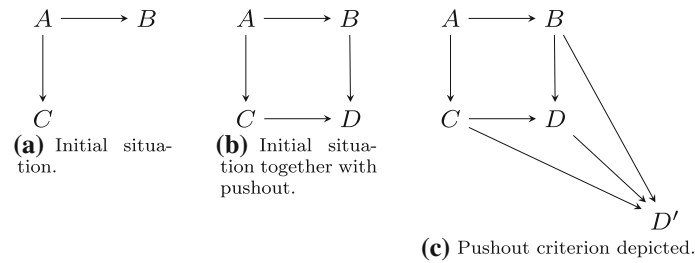 A B A B A B
C C D C D
(a) Initial situa-
tion.
(b) Initial situa-
tion together with
pushout.
D′
(c) Pushout criterion depicted.